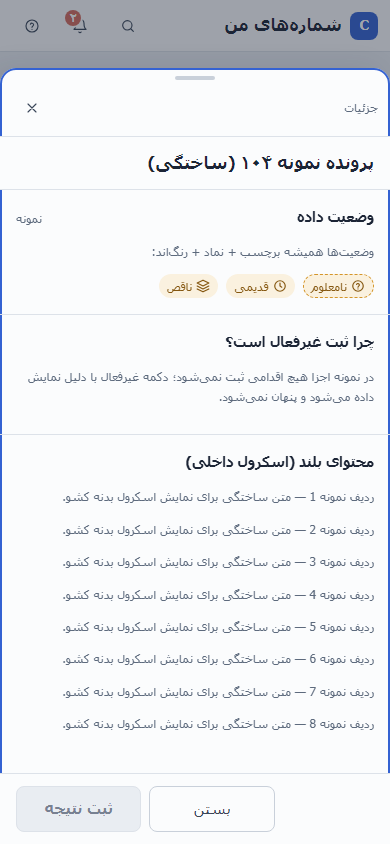 C
شماره‌های من
۲
جزئیات
پرونده نمونه ۱۰۴ (ساختگی)
وضعیت داده
نمونه
وضعیت‌ها همیشه برچسب + نماد + رنگ‌اند:
نامعلوم
قدیمی
ناقص
چرا ثبت غیرفعال است؟
در نمونه اجزا هیچ اقدامی ثبت نمی‌شود؛ دکمه غیرفعال با دلیل نمایش
داده می‌شود و پنهان نمی‌شود.
محتوای بلند (اسکرول داخلی)
ردیف نمونه 1 — متن ساختگی برای نمایش اسکرول بدنه کشو.
ردیف نمونه 2 — متن ساختگی برای نمایش اسکرول بدنه کشو.
ردیف نمونه 3 — متن ساختگی برای نمایش اسکرول بدنه کشو.
ردیف نمونه 4 — متن ساختگی برای نمایش اسکرول بدنه کشو.
ردیف نمونه 5 — متن ساختگی برای نمایش اسکرول بدنه کشو.
ردیف نمونه 6 — متن ساختگی برای نمایش اسکرول بدنه کشو.
ردیف نمونه 7 — متن ساختگی برای نمایش اسکرول بدنه کشو.
ردیف نمونه 8 — متن ساختگی برای نمایش اسکرول بدنه کشو.
بستن
ثبت نتیجه